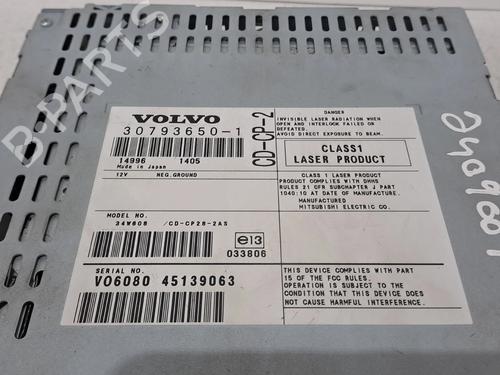 VOLVO
30793650-1
14996 1405
Made in Japan
2-PCI-CC
12V NEG.GROUND
MODEL NO.
34W608 /CD-CP28-2AS
e13
033806
SERIAL NO.
VO6080 45139063
DANGER
INVISIBLE LASER RADIATION WHEN
OPEN AND INTERLOCK FAILED OR
DEFEATED.
AVOID DIRECT EXPOSURE TO BEAM.
CLASS1
LASER PRODUCT
CLASS 1 LASER PRODUCT
PRODUCT COMPLIES WITH DHHS
RULES 21 CFR SUBCHAPTER J PART
1040:10 AT DATE OF MANUFACTURE.
MANUFACTURED
MITSUBISHI ELECTRIC CO.
THIS DEVICE COMPLIES WITH PART
15 OF THE FCC RULES.
OPERATION IS SUBJECT TO THE
CONDITION THAT THIS DEVICE DOES
NOT CAUSE HARMFUL INTERFERENCE.
B-PARTS